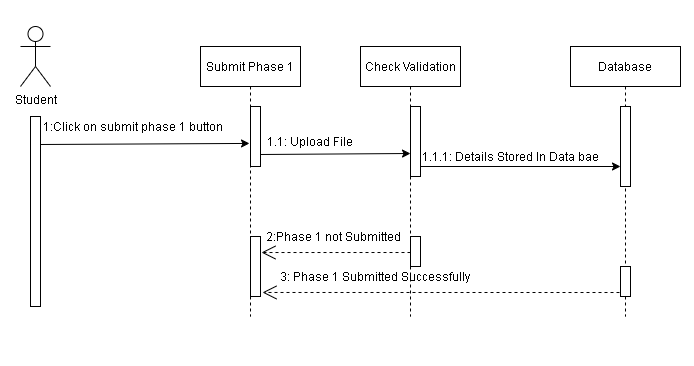 Submit Phase 1
Check Validation
Database
Student
1:Click on submit phase 1 button
1.1: Upload File
1.1.1: Details Stored In Data bae
2:Phase 1 not Submitted
3: Phase 1 Submitted Successfully